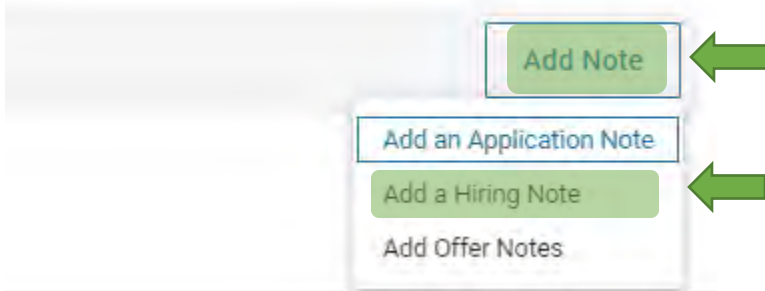 Add Note
Add an Application Note
Add a Hiring Note
Add Offer Notes